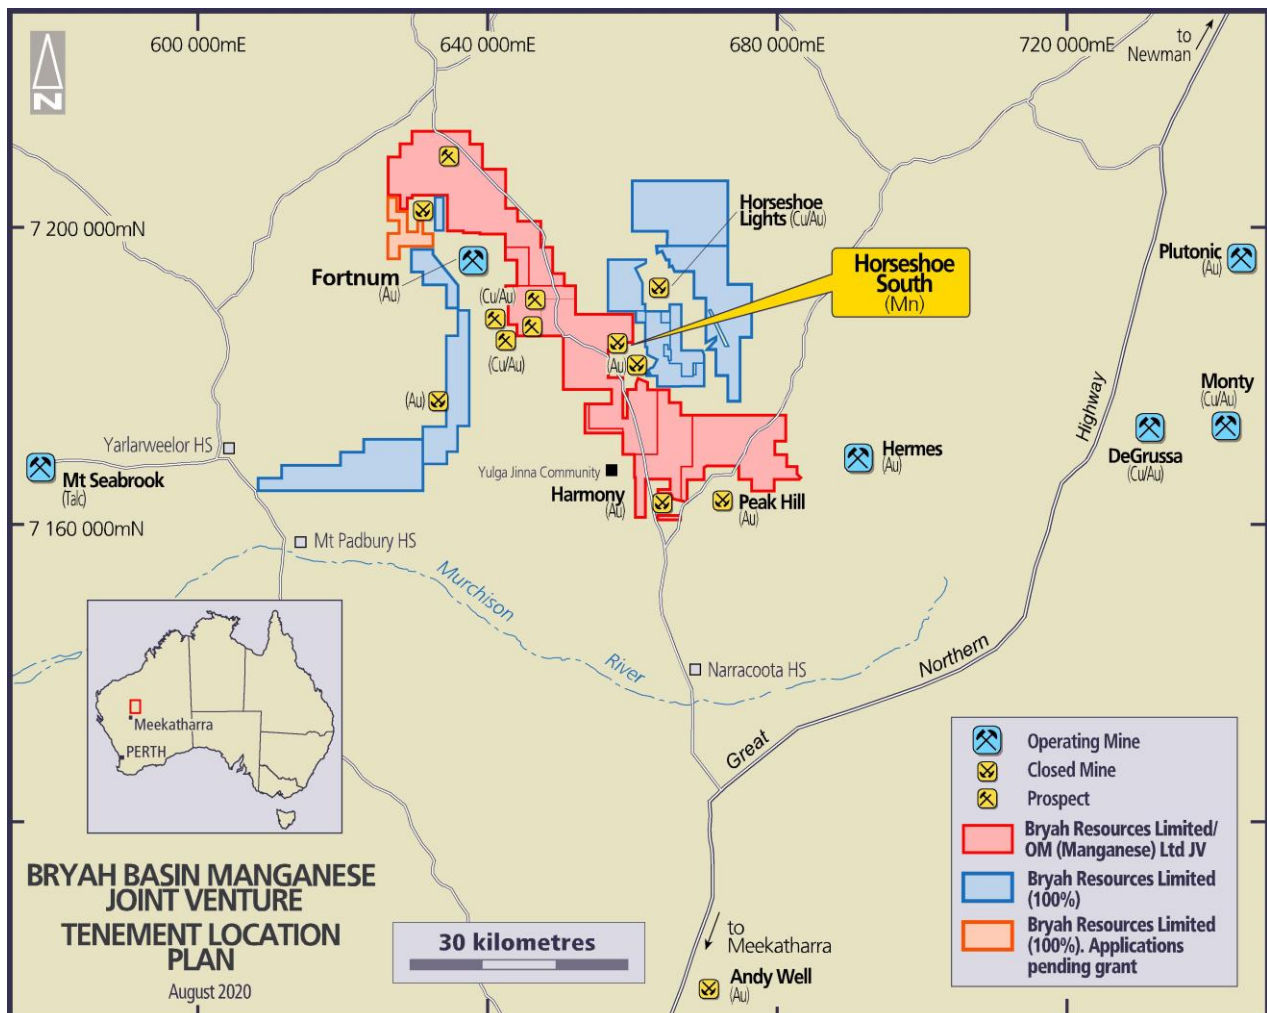 600 000mE
640 000mE
680 000mE
720 000mE
to
Newman
N
7 200 000mN
Horseshoe
Lights (Cu/Au)
Horseshoe
South
(Mn)
Plutonic
(Au)
Fortnum
(Au)
(Cu/Au)
(Cu/Au)
(Au)
(Au)
Monty
(Cu/Au)
Highway
Yarlarweelor HS
Mt Seabrook
(Talc)
Yulga Jinna Community
Harmony
(Au)
Peak Hill
(Au)
Hermes
(Au)
DeGrussa
(Cu/Au)
7 160 000mN
Mt Padbury HS
Murchison
River
Narracoota HS
Northern
Great
Meekatharra
PERTH
Operating Mine
Closed Mine
Prospect
Bryah Resources Limited/
OM (Manganese) Ltd JV
Bryah Resources Limited
(100%)
Bryah Resources Limited
(100%). Applications
pending grant
BRYAH BASIN MANGANESE
JOINT VENTURE
TENEMENT LOCATION
PLAN
August 2020
30 kilometres
to
Meekatharra
Andy Well
(Au)